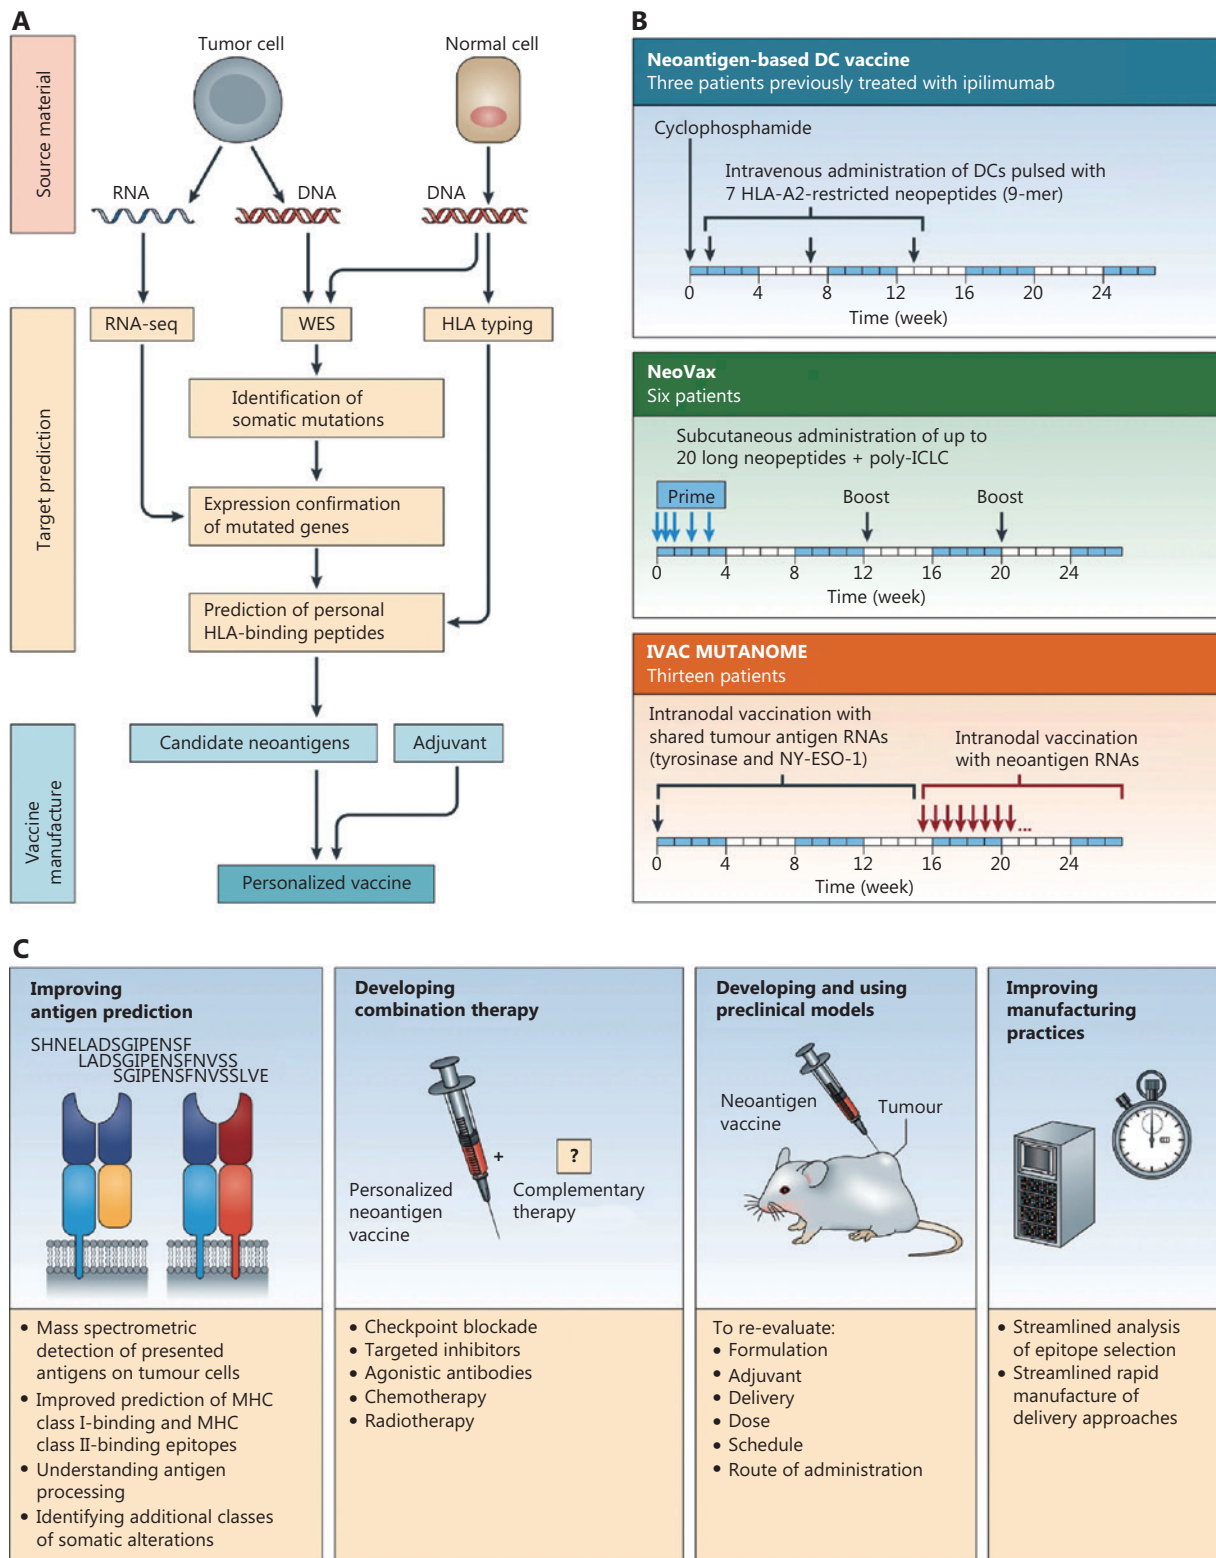 A
Source material
Tumor cell
Normal cell
RNA
DNA
DNA
Target prediction
RNA-seq
WES
HLA typing
Identification of
somatic mutations
Expression confirmation
of mutated genes
Prediction of personal
HLA-binding peptides
Vaccine
manufacture
Candidate neoantigens
Adjuvant
Personalized vaccine
B
Neoantigen-based DC vaccine
Three patients previously treated with ipilimumab
Cyclophosphamide
Intravenous administration of DCs pulsed with
7 HLA-A2-restricted neopeptides (9-mer)
0 4 8 12 16 20 24
Time (week)
NeoVax
Six patients
Subcutaneous administration of up to
20 long neopeptides + poly-ICLC
Prime
Boost
Boost
0 4 8 12 16 20 24
Time (week)
IVAC MUTANOME
Thirteen patients
Intranodal vaccination with
shared tumour antigen RNAs
(tyrosinase and NY-ESO-1)
Intranodal vaccination
with neoantigen RNAs
...
0 4 8 12 16 20 24
Time (week)
C
Improving
antigen prediction
SHNELADSGIPENSF
LADSGIPENSFNVSS
SGIPENSFNVSSLVE
• Mass spectrometric
detection of presented
antigens on tumour cells
• Improved prediction of MHC
class I-binding and MHC
class II-binding epitopes
• Understanding antigen
processing
• Identifying additional classes
of somatic alterations
Developing
combination therapy
+
?
Personalized
neoantigen
vaccine
Complementary
therapy
• Checkpoint blockade
• Targeted inhibitors
• Agonistic antibodies
• Chemotherapy
• Radiotherapy
Developing and using
preclinical models
Neoantigen
vaccine
Tumour
To re-evaluate:
• Formulation
• Adjuvant
• Delivery
• Dose
• Schedule
• Route of administration
Improving
manufacturing
practices
• Streamlined analysis
of epitope selection
• Streamlined rapid
manufacture of
delivery approaches